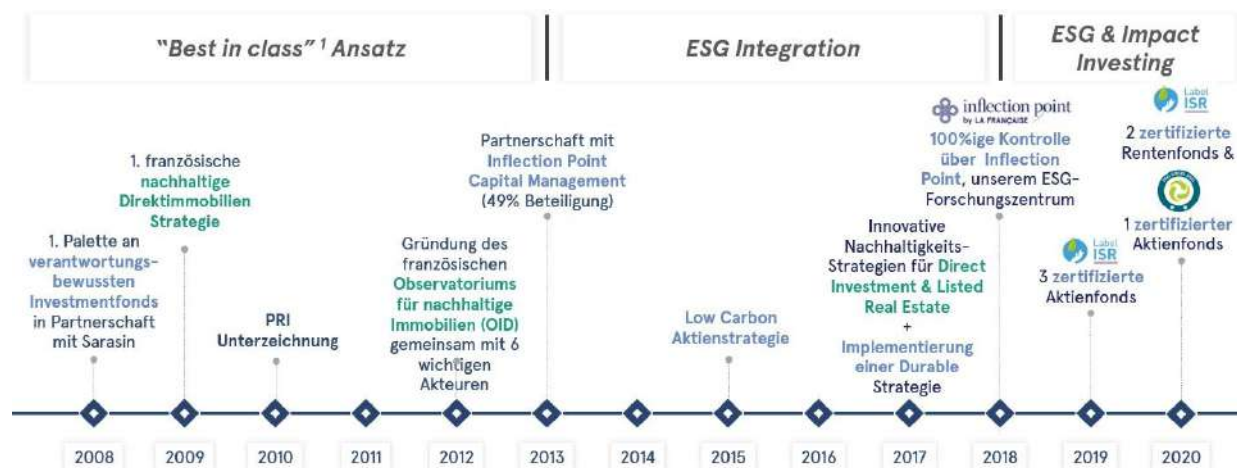 “Best in class” 1 Ansatz
ESG Integration
ESG & Impact
Investing
1. Palette an
verantwortungs-
bewussten
Investmentfonds
in Partnerschaft
mit Sarasin
1. französische
nachhaltige
Direktimmobilien
Strategie
PRI
Unterzeichnung
Gründung des
französischen
Observatoriums
für nachhaltige
Immobilien (OID)
gemeinsam mit 6
wichtigen
Akteuren
Partnerschaft mit
Inflection Point
Capital Management
(49% Beteiligung)
Low Carbon
Aktienstrategie
Innovative
Nachhaltigkeits-
Strategien für Direct
Investment & Listed
Real Estate
+
Implementierung
einer Durable
Strategie
inflection point
by LA FRANÇAISE
100%ige Kontrolle
über Inflection
Point, unserem ESG-
Forschungszentrum
Label
ISR
3 zertifizierte
Aktienfonds
Label
ISR
2 zertifizierte
Rentenfonds &
1 zertifizierter
Aktienfonds
2008
2009
2010
2011
2012
2013
2014
2015
2016
2017
2018
2019
2020